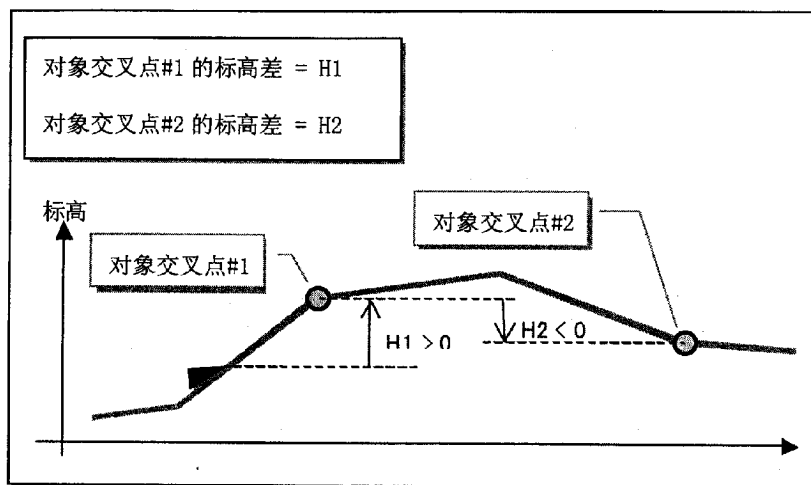 对象交叉点#1 的标高差 = H1
对象交叉点#2 的标高差 = H2
标高
对象交叉点#2
对象交叉点#1
H1 > 0
H2 < 0